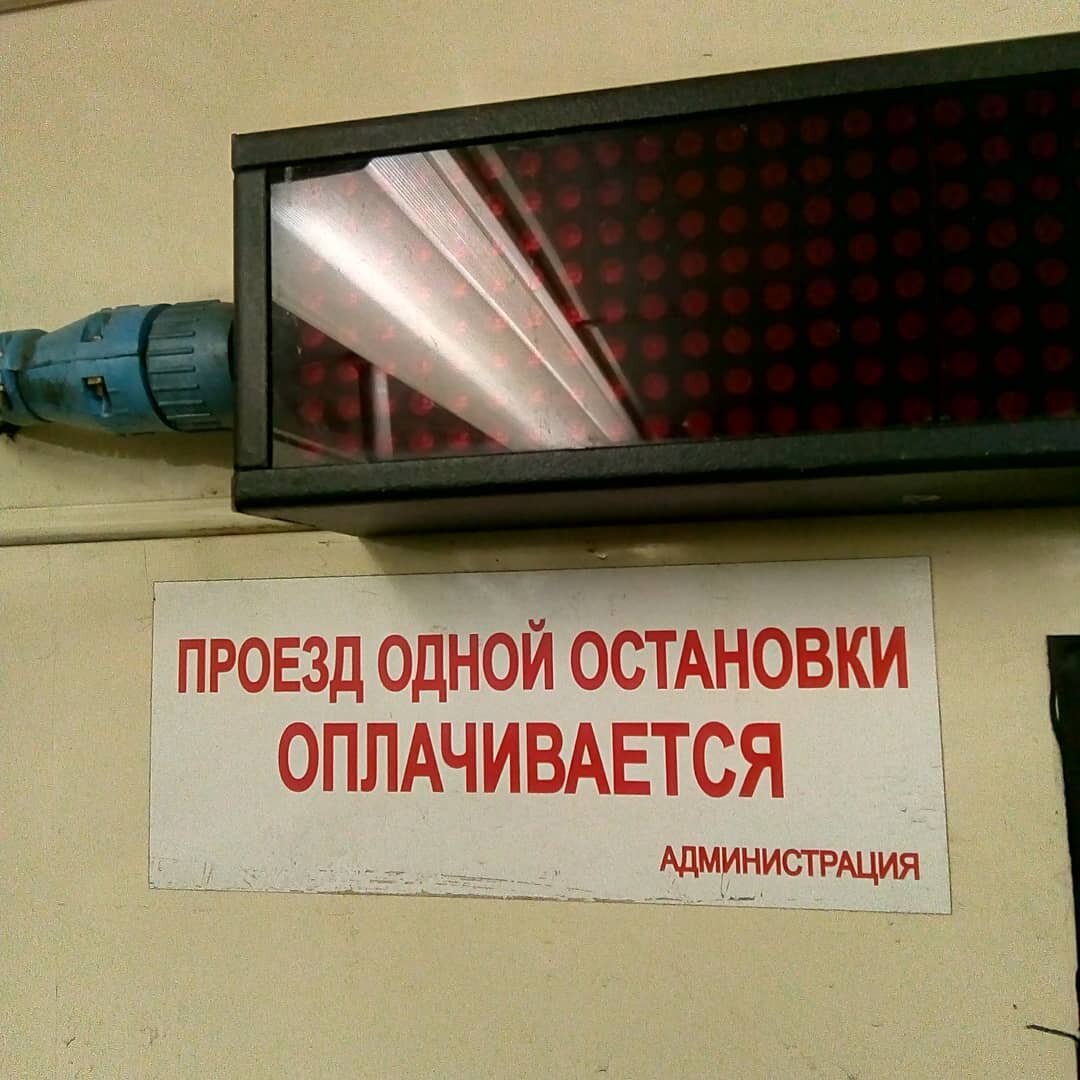 ПРОЕЗД ОДНОЙ ОСТАНОВКИ
ОПЛАЧИВАЕТСЯ
АДМИНИСТРАЦИЯ